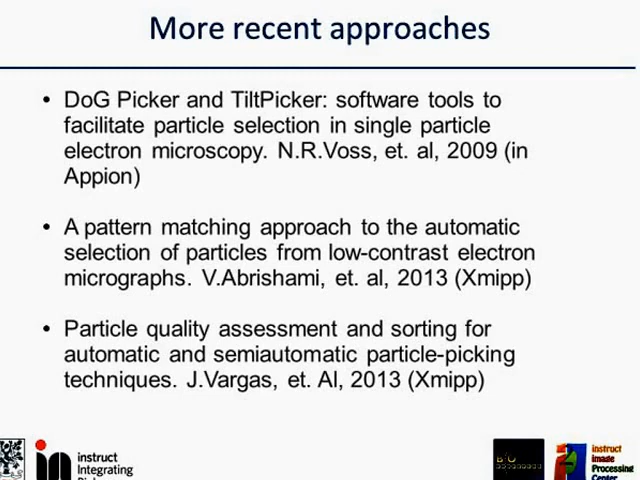 More recent approaches
• DoG Picker and TiltPicker: software tools to
facilitate particle selection in single particle
electron microscopy. N.R.Voss, et. al, 2009 (in
Appion)
• A pattern matching approach to the automatic
selection of particles from low-contrast electron
micrographs. V.Abrishami, et. al, 2013 (Xmipp)
• Particle quality assessment and sorting for
automatic and semiautomatic particle-picking
techniques. J.Vargas, et. Al, 2013 (Xmipp)
in
instruct
Integrating
instruct
Image
Processing
Center